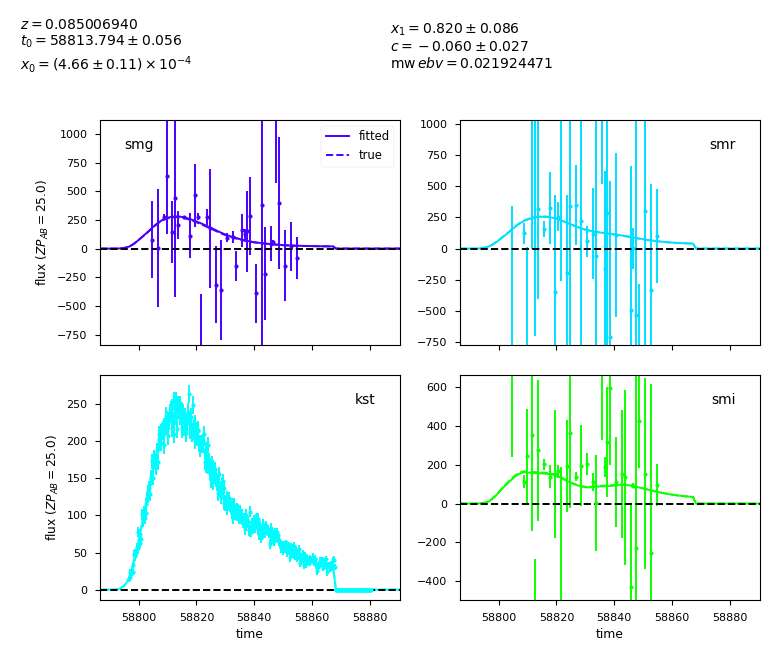 z = 0.085006940
t₀ = 58813.794 ± 0.056
x₀ = (4.66 ± 0.11) × 10⁻⁴
x₁ = 0.820 ± 0.086
c = −0.060 ± 0.027
mw ebv = 0.021924471
smg
fitted
true
1000
750
500
250
0
−250
−500
−750
flux (ZP_AB = 25.0)
smr
1000
750
500
250
0
−250
−500
−750
kst
250
200
150
100
50
0
flux (ZP_AB = 25.0)
58800 58820 58840 58860 58880
time
smi
600
400
200
0
−200
−400
58800 58820 58840 58860 58880
time